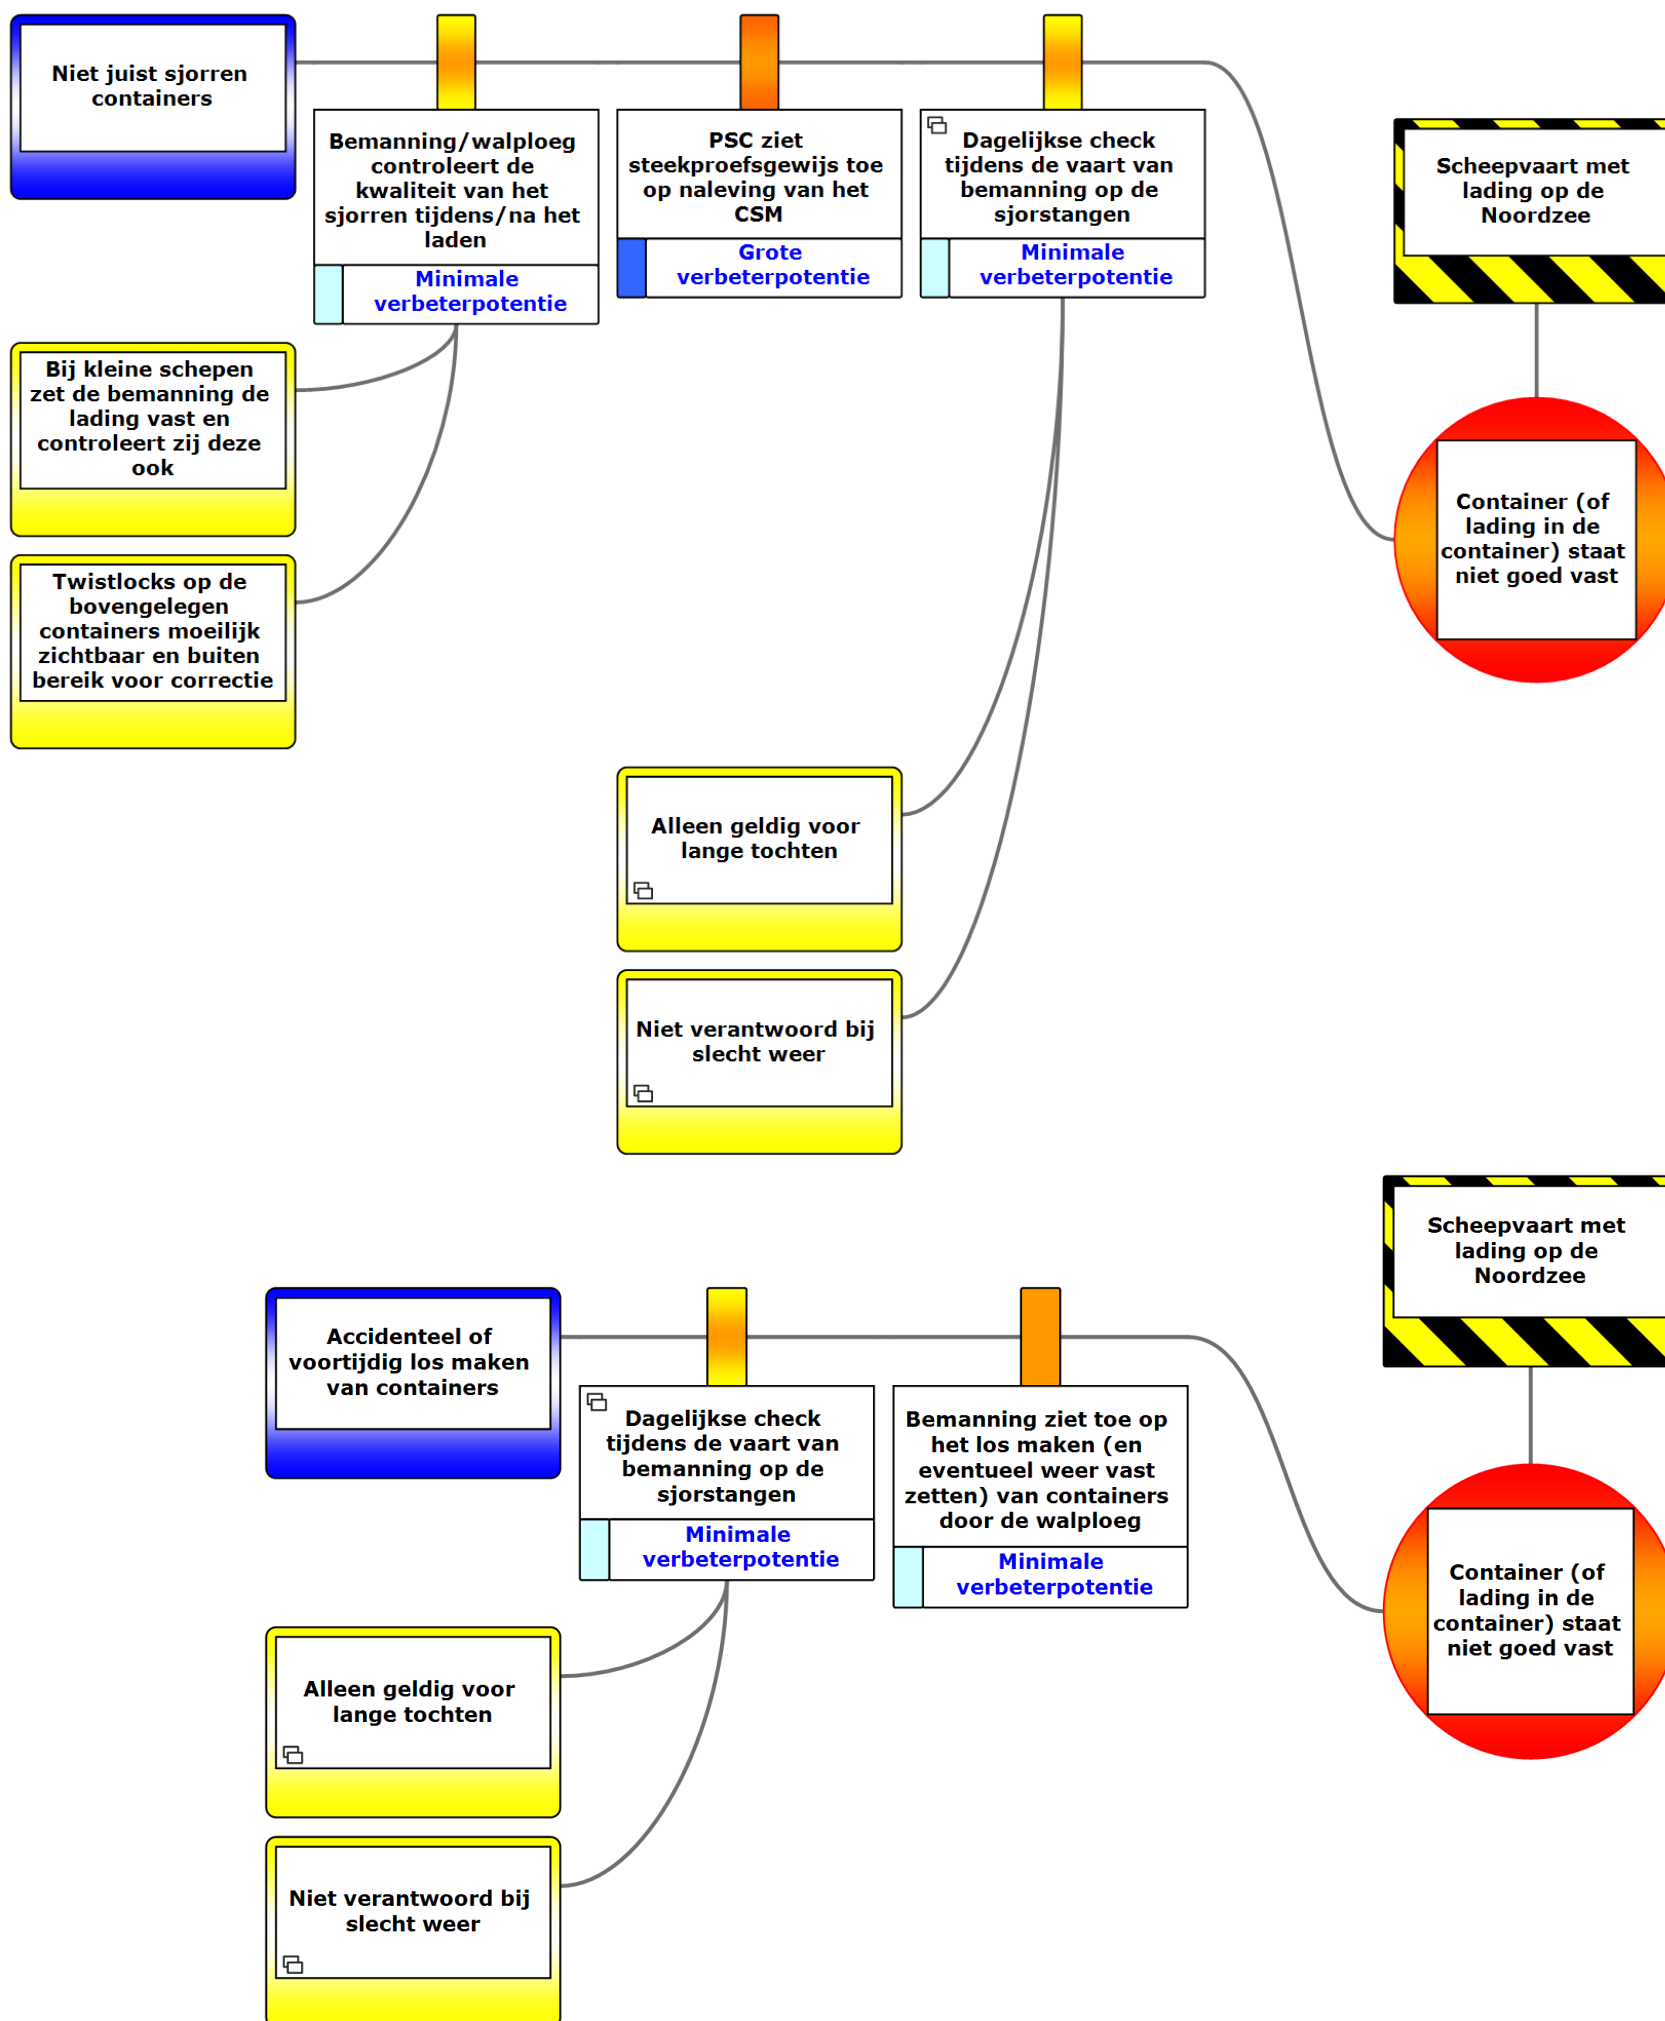 Niet juist sjorren
containers
Bemanning/walploeg
controleert de
kwaliteit van het
sjorren tijdens/na het
laden
Minimale
verbeterpotentie
PSC ziet
steekproefsgewijs toe
op naleving van het
CSM
Grote
verbeterpotentie
Dagelijkse check
tijdens de vaart van
bemanning op de
sjorstangen
Minimale
verbeterpotentie
Scheepvaart met
lading op de
Noordzee
Bij kleine schepen
zet de bemanning de
lading vast en
controleert zij deze
ook
Container (of
lading in de
container) staat
niet goed vast
Twistlocks op de
bovengelegen
containers moeilijk
zichtbaar en buiten
bereik voor correctie
Alleen geldig voor
lange tochten
Niet verantwoord bij
slecht weer
Scheepvaart met
lading op de
Noordzee
Accidenteel of
voortijdig los maken
van containers
Dagelijkse check
tijdens de vaart van
bemanning op de
sjorstangen
Minimale
verbeterpotentie
Bemanning ziet toe op
het los maken (en
eventueel weer vast
zetten) van containers
door de walploeg
Minimale
verbeterpotentie
Container (of
lading in de
container) staat
niet goed vast
Alleen geldig voor
lange tochten
Niet verantwoord bij
slecht weer